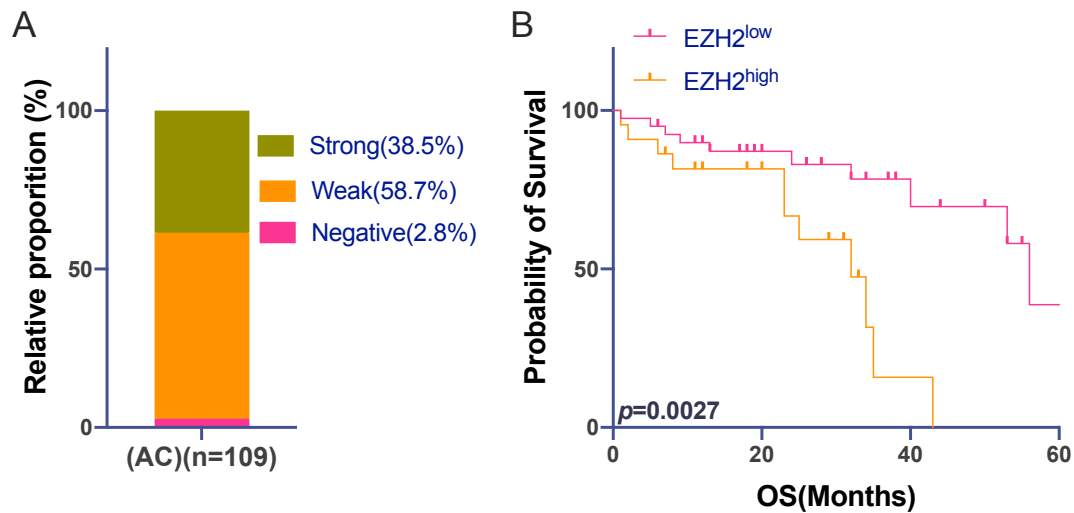 A
Relative proporition (%)
100
50
0
Strong(38.5%)
Weak(58.7%)
Negative(2.8%)
(AC)(n=109)
B
EZH2low
EZH2high
Probability of Survival
100
50
0
p=0.0027
0
20
40
60
OS(Months)